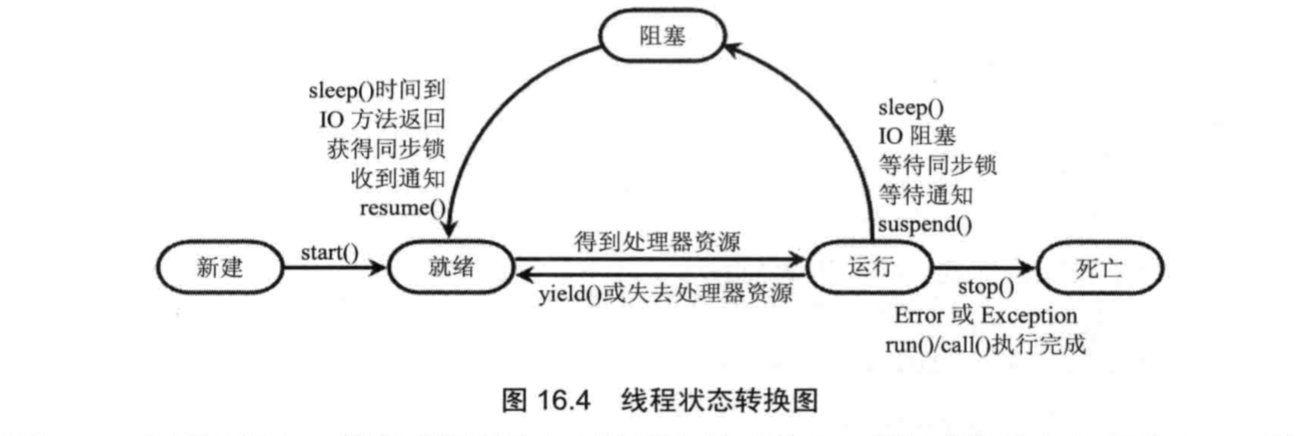 阻塞
sleep()时间到
IO 方法返回
获得同步锁
收到通知
resume()
sleep()
IO 阻塞
等待同步锁
等待通知
suspend()
新建
start()
就绪
得到处理器资源
yield()或失去处理器资源
运行
死亡
stop()
Error 或 Exception
run()/call()执行完成
图 16.4 线程状态转换图